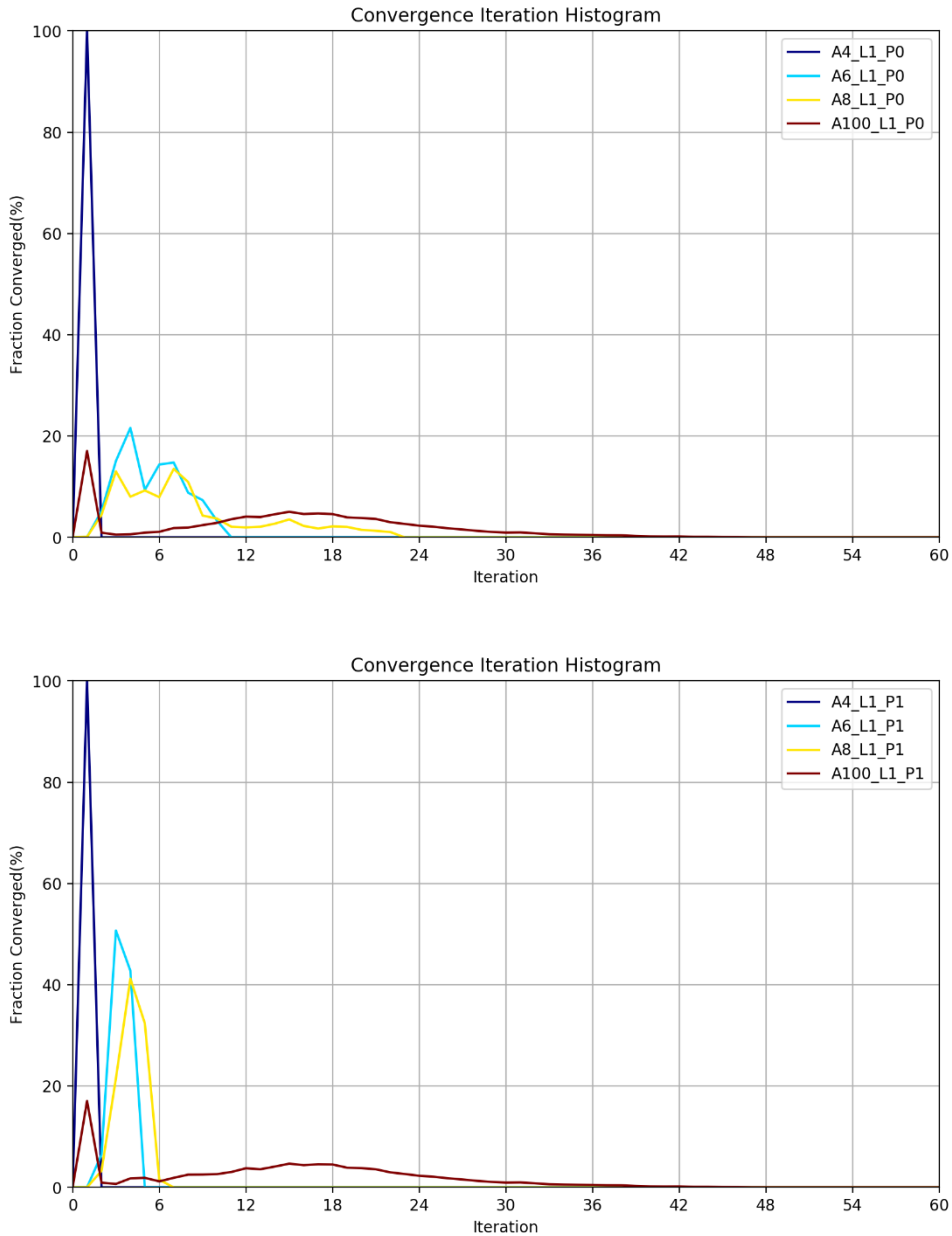 Convergence Iteration Histogram
100
80
60
40
20
0
Fraction Converged(%)
A4_L1_P0
A6_L1_P0
A8_L1_P0
A100_L1_P0
0 6 12 18 24 30 36 42 48 54 60
Iteration
Convergence Iteration Histogram
100
80
60
40
20
0
Fraction Converged(%)
A4_L1_P1
A6_L1_P1
A8_L1_P1
A100_L1_P1
0 6 12 18 24 30 36 42 48 54 60
Iteration